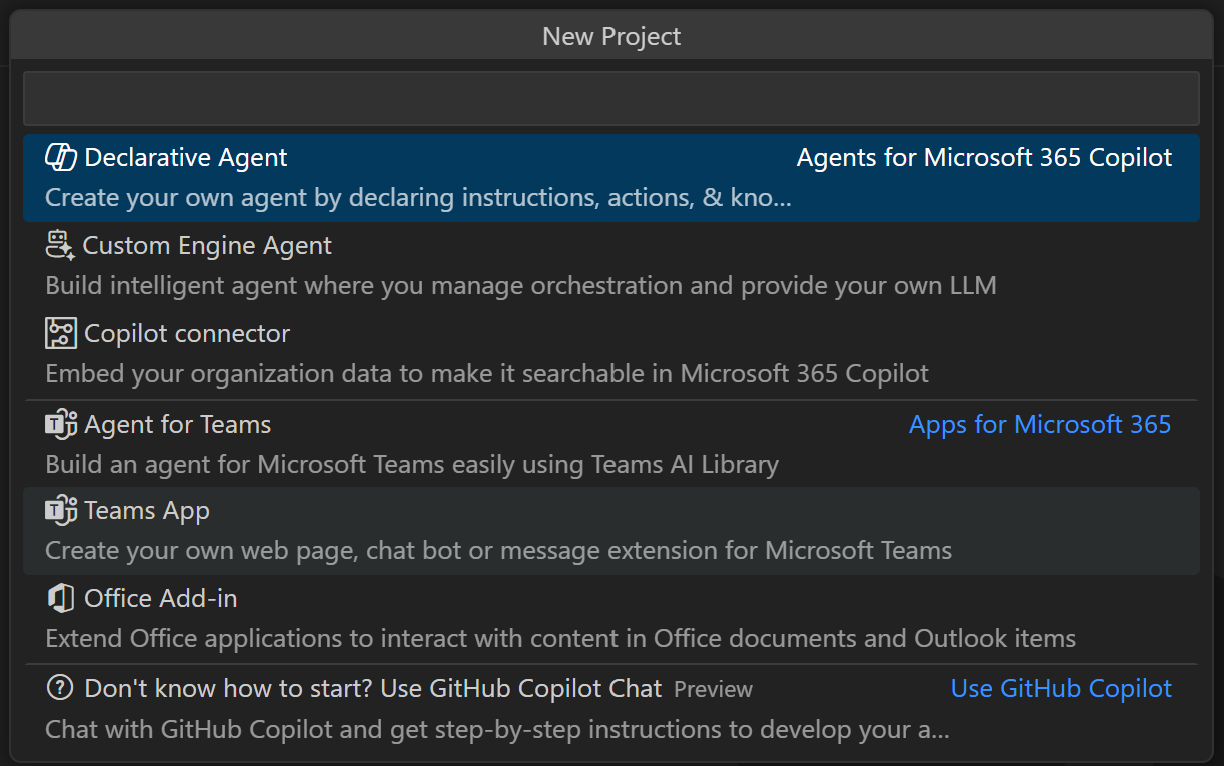 New Project
Declarative Agent Agents for Microsoft 365 Copilot
Create your own agent by declaring instructions, actions, & kno...
Custom Engine Agent
Build intelligent agent where you manage orchestration and provide your own LLM
Copilot connector
Embed your organization data to make it searchable in Microsoft 365 Copilot
Agent for Teams Apps for Microsoft 365
Build an agent for Microsoft Teams easily using Teams AI Library
Teams App
Create your own web page, chat bot or message extension for Microsoft Teams
Office Add-in
Extend Office applications to interact with content in Office documents and Outlook items
Don't know how to start? Use GitHub Copilot Chat Preview Use GitHub Copilot
Chat with GitHub Copilot and get step-by-step instructions to develop your a...